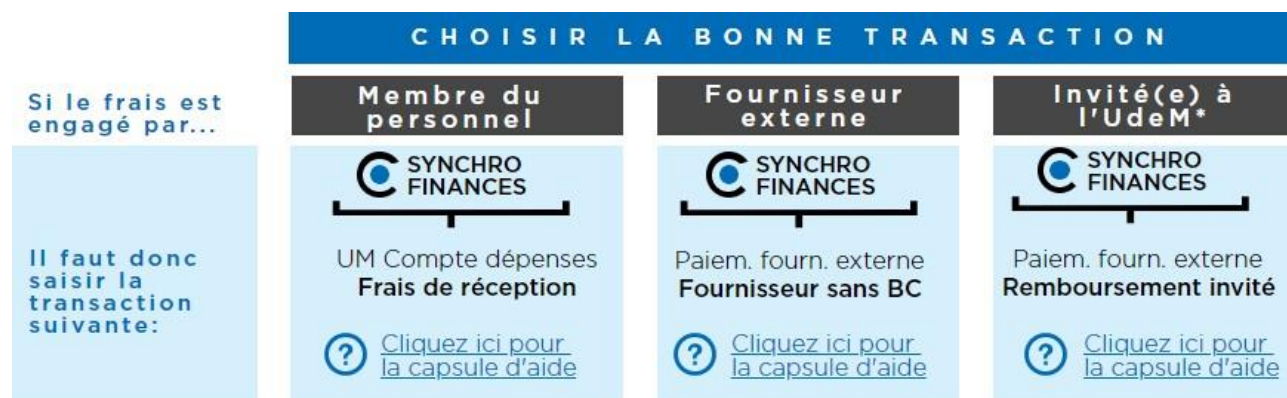 CHOISIR LA BONNE TRANSACTION
Si le frais est
engagé par...
Membre du
personnel
Fournisseur
externe
Invité(e) à
l'UdeM*
Il faut donc
saisir la
transaction
suivante:
SYNCHRO
FINANCES
UM Compte dépenses
Frais de réception
? Cliquez ici pour
la capsule d'aide
SYNCHRO
FINANCES
Paiem. fourn. externe
Fournisseur sans BC
? Cliquez ici pour
la capsule d'aide
SYNCHRO
FINANCES
Paiem. fourn. externe
Remboursement invité
? Cliquez ici pour
la capsule d'aide